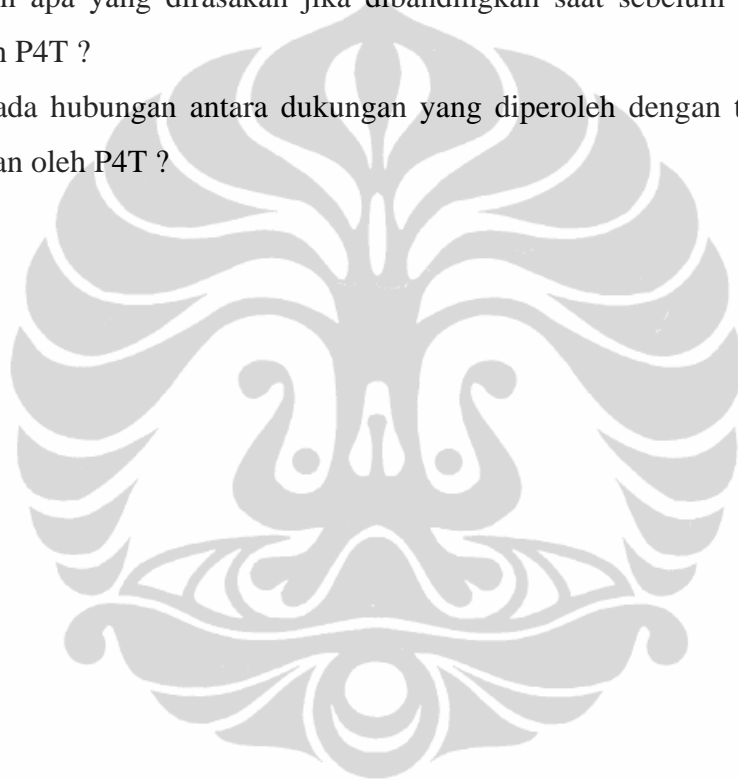 apa yang dirasakan jika dibandingkan saat sebelum
P4T ?
ada hubungan antara dukungan yang diperoleh dengan
an oleh P4T ?